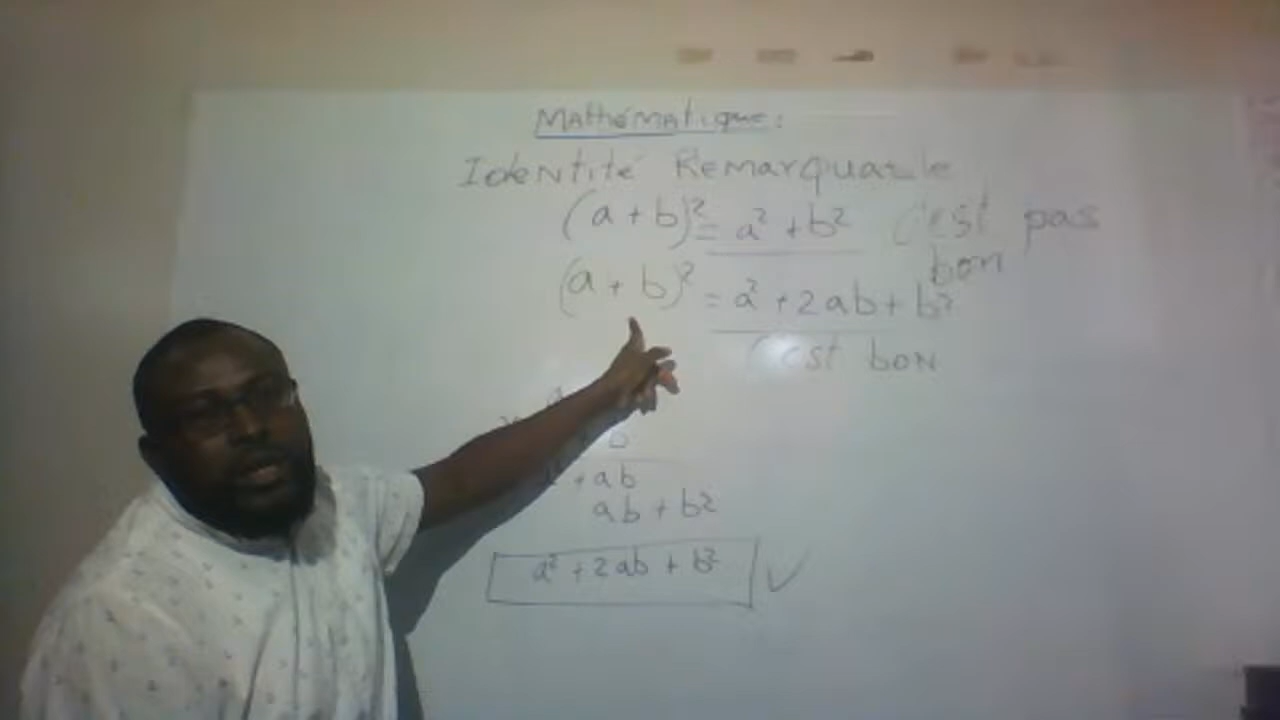 Mathématique:
Identité Remarquable
(a + b)² = a² + b² C'est pas
bon
(a + b)² = a² + 2ab + b²
C'est bon
b
+ ab
ab + b²
a² + 2ab + b² ✓